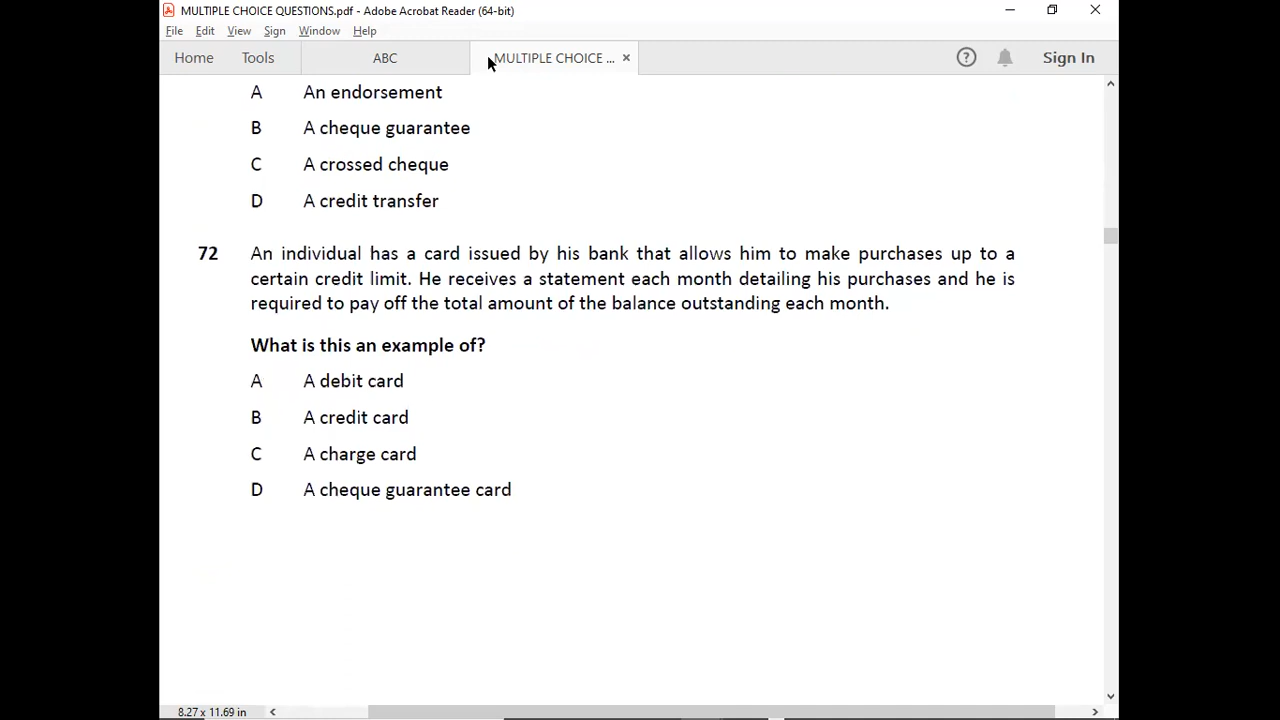 MULTIPLE CHOICE QUESTIONS.pdf - Adobe Acrobat Reader (64-bit)
File Edit View Sign Window Help
Home Tools ABC MULTIPLE CHOICE ... × Sign In
A An endorsement
B A cheque guarantee
C A crossed cheque
D A credit transfer
72 An individual has a card issued by his bank that allows him to make purchases up to a
certain credit limit. He receives a statement each month detailing his purchases and he is
required to pay off the total amount of the balance outstanding each month.
What is this an example of?
A A debit card
B A credit card
C A charge card
D A cheque guarantee card
8.27 x 11.69 in